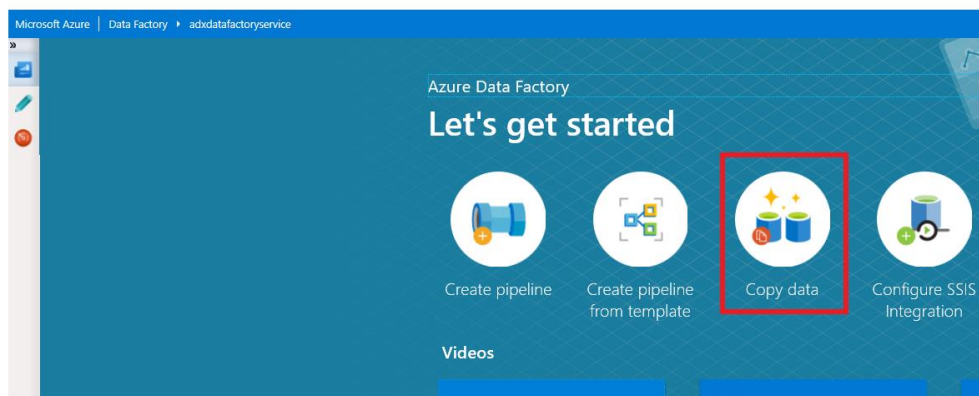 Microsoft Azure | Data Factory ▸ adxdatafactoryservice
»
Azure Data Factory
Let's get started
Create pipeline
Create pipeline
from template
Copy data
Configure SSIS
Integration
Videos